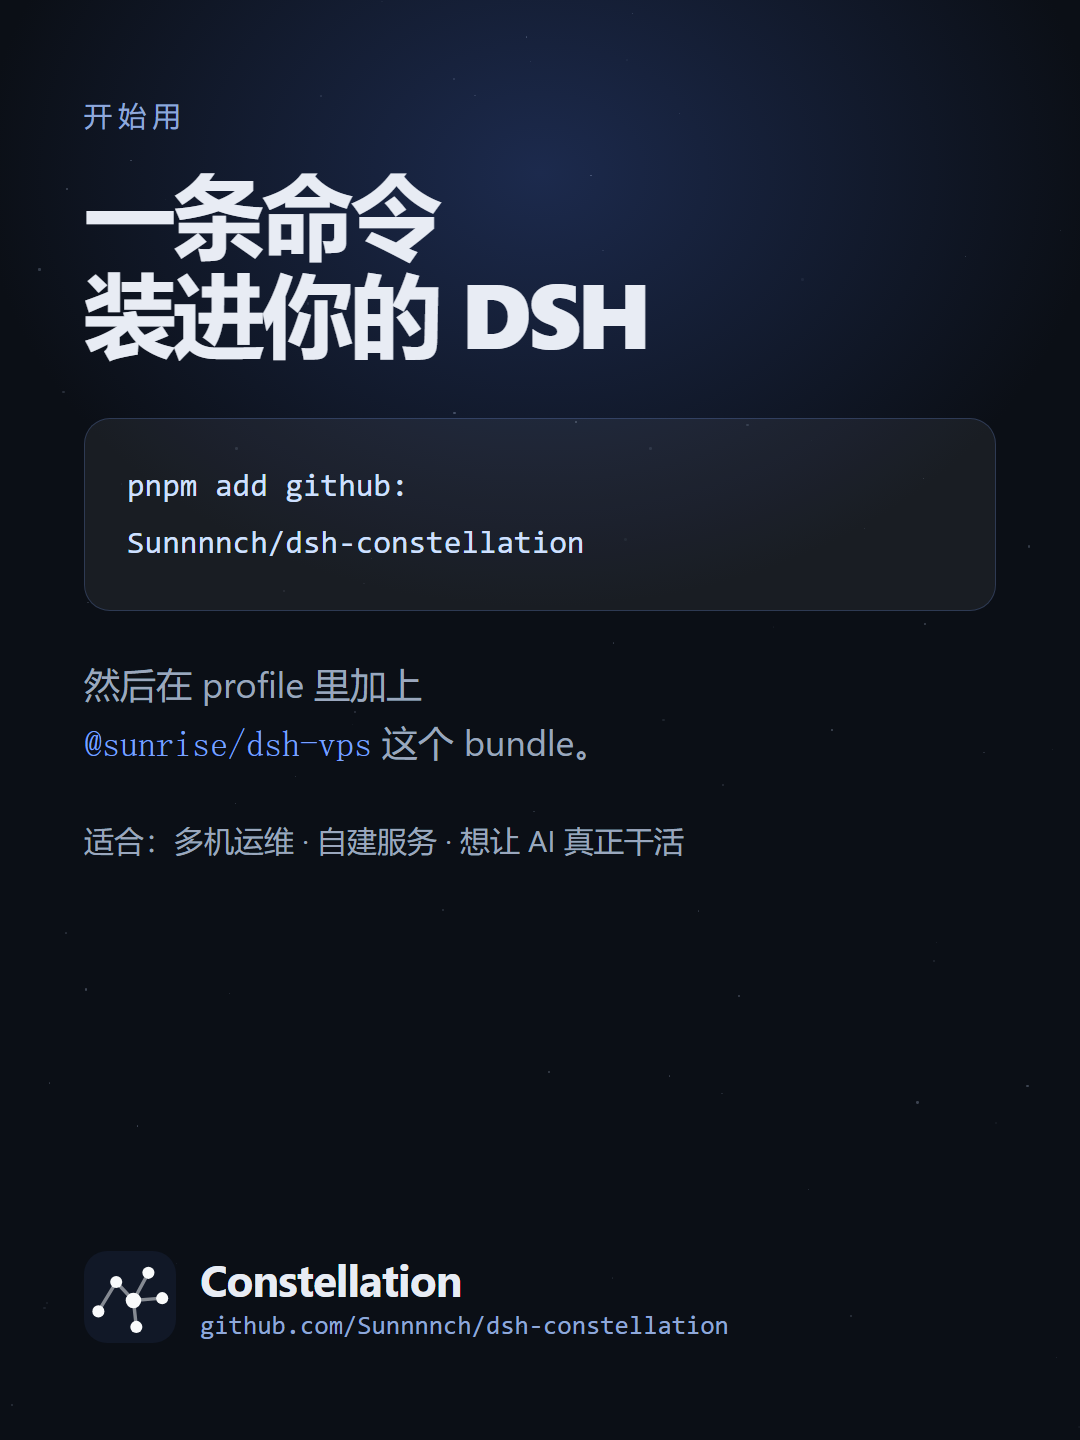 开始用
一条命令
装进你的 DSH
pnpm add github:
Sunnnnch/dsh-constellation
然后在 profile 里加上
@sunrise/dsh-vps 这个 bundle。
适合：多机运维 · 自建服务 · 想让 AI 真正干活
Constellation
github.com/Sunnnnch/dsh-constellation